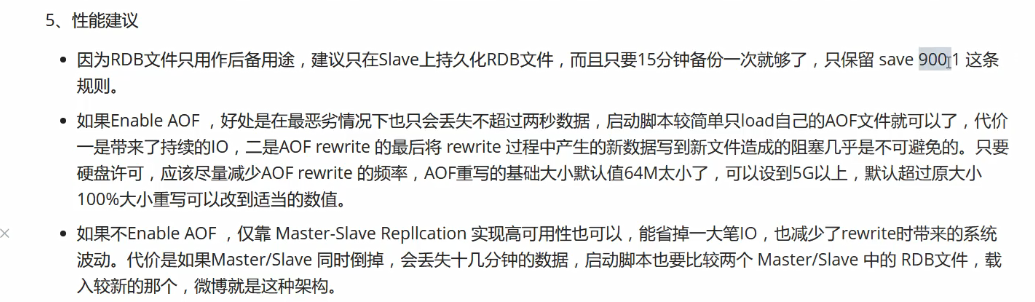 5、性能建议
因为RDB文件只用作后备用途，建议只在Slave上持久化RDB文件，而且只要15分钟备份一次就够了，只保留 save 900 1 这条
规则。
如果Enable AOF ，好处是在最恶劣情况下也只会丢失不超过两秒数据，启动脚本较简单只load自己的AOF文件就可以了，代价
一是带来了持续的IO，二是AOF rewrite 的最后将 rewrite 过程中产生的新数据写到新文件造成的阻塞几乎是不可避免的。只要
硬盘许可，应该尽量减少AOF rewrite 的频率，AOF重写的基础大小默认值64M太小了，可以设到5G以上，默认超过原大小
100%大小重写可以改到适当的数值。
如果不Enable AOF ，仅靠 Master-Slave Repllcation 实现高可用性也可以，能省掉一大笔IO，也减少了rewrite时带来的系统
波动。代价是如果Master/Slave 同时倒掉，会丢失十几分钟的数据，启动脚本也要比较两个 Master/Slave 中的 RDB文件，载
入较新的那个，微博就是这种架构。